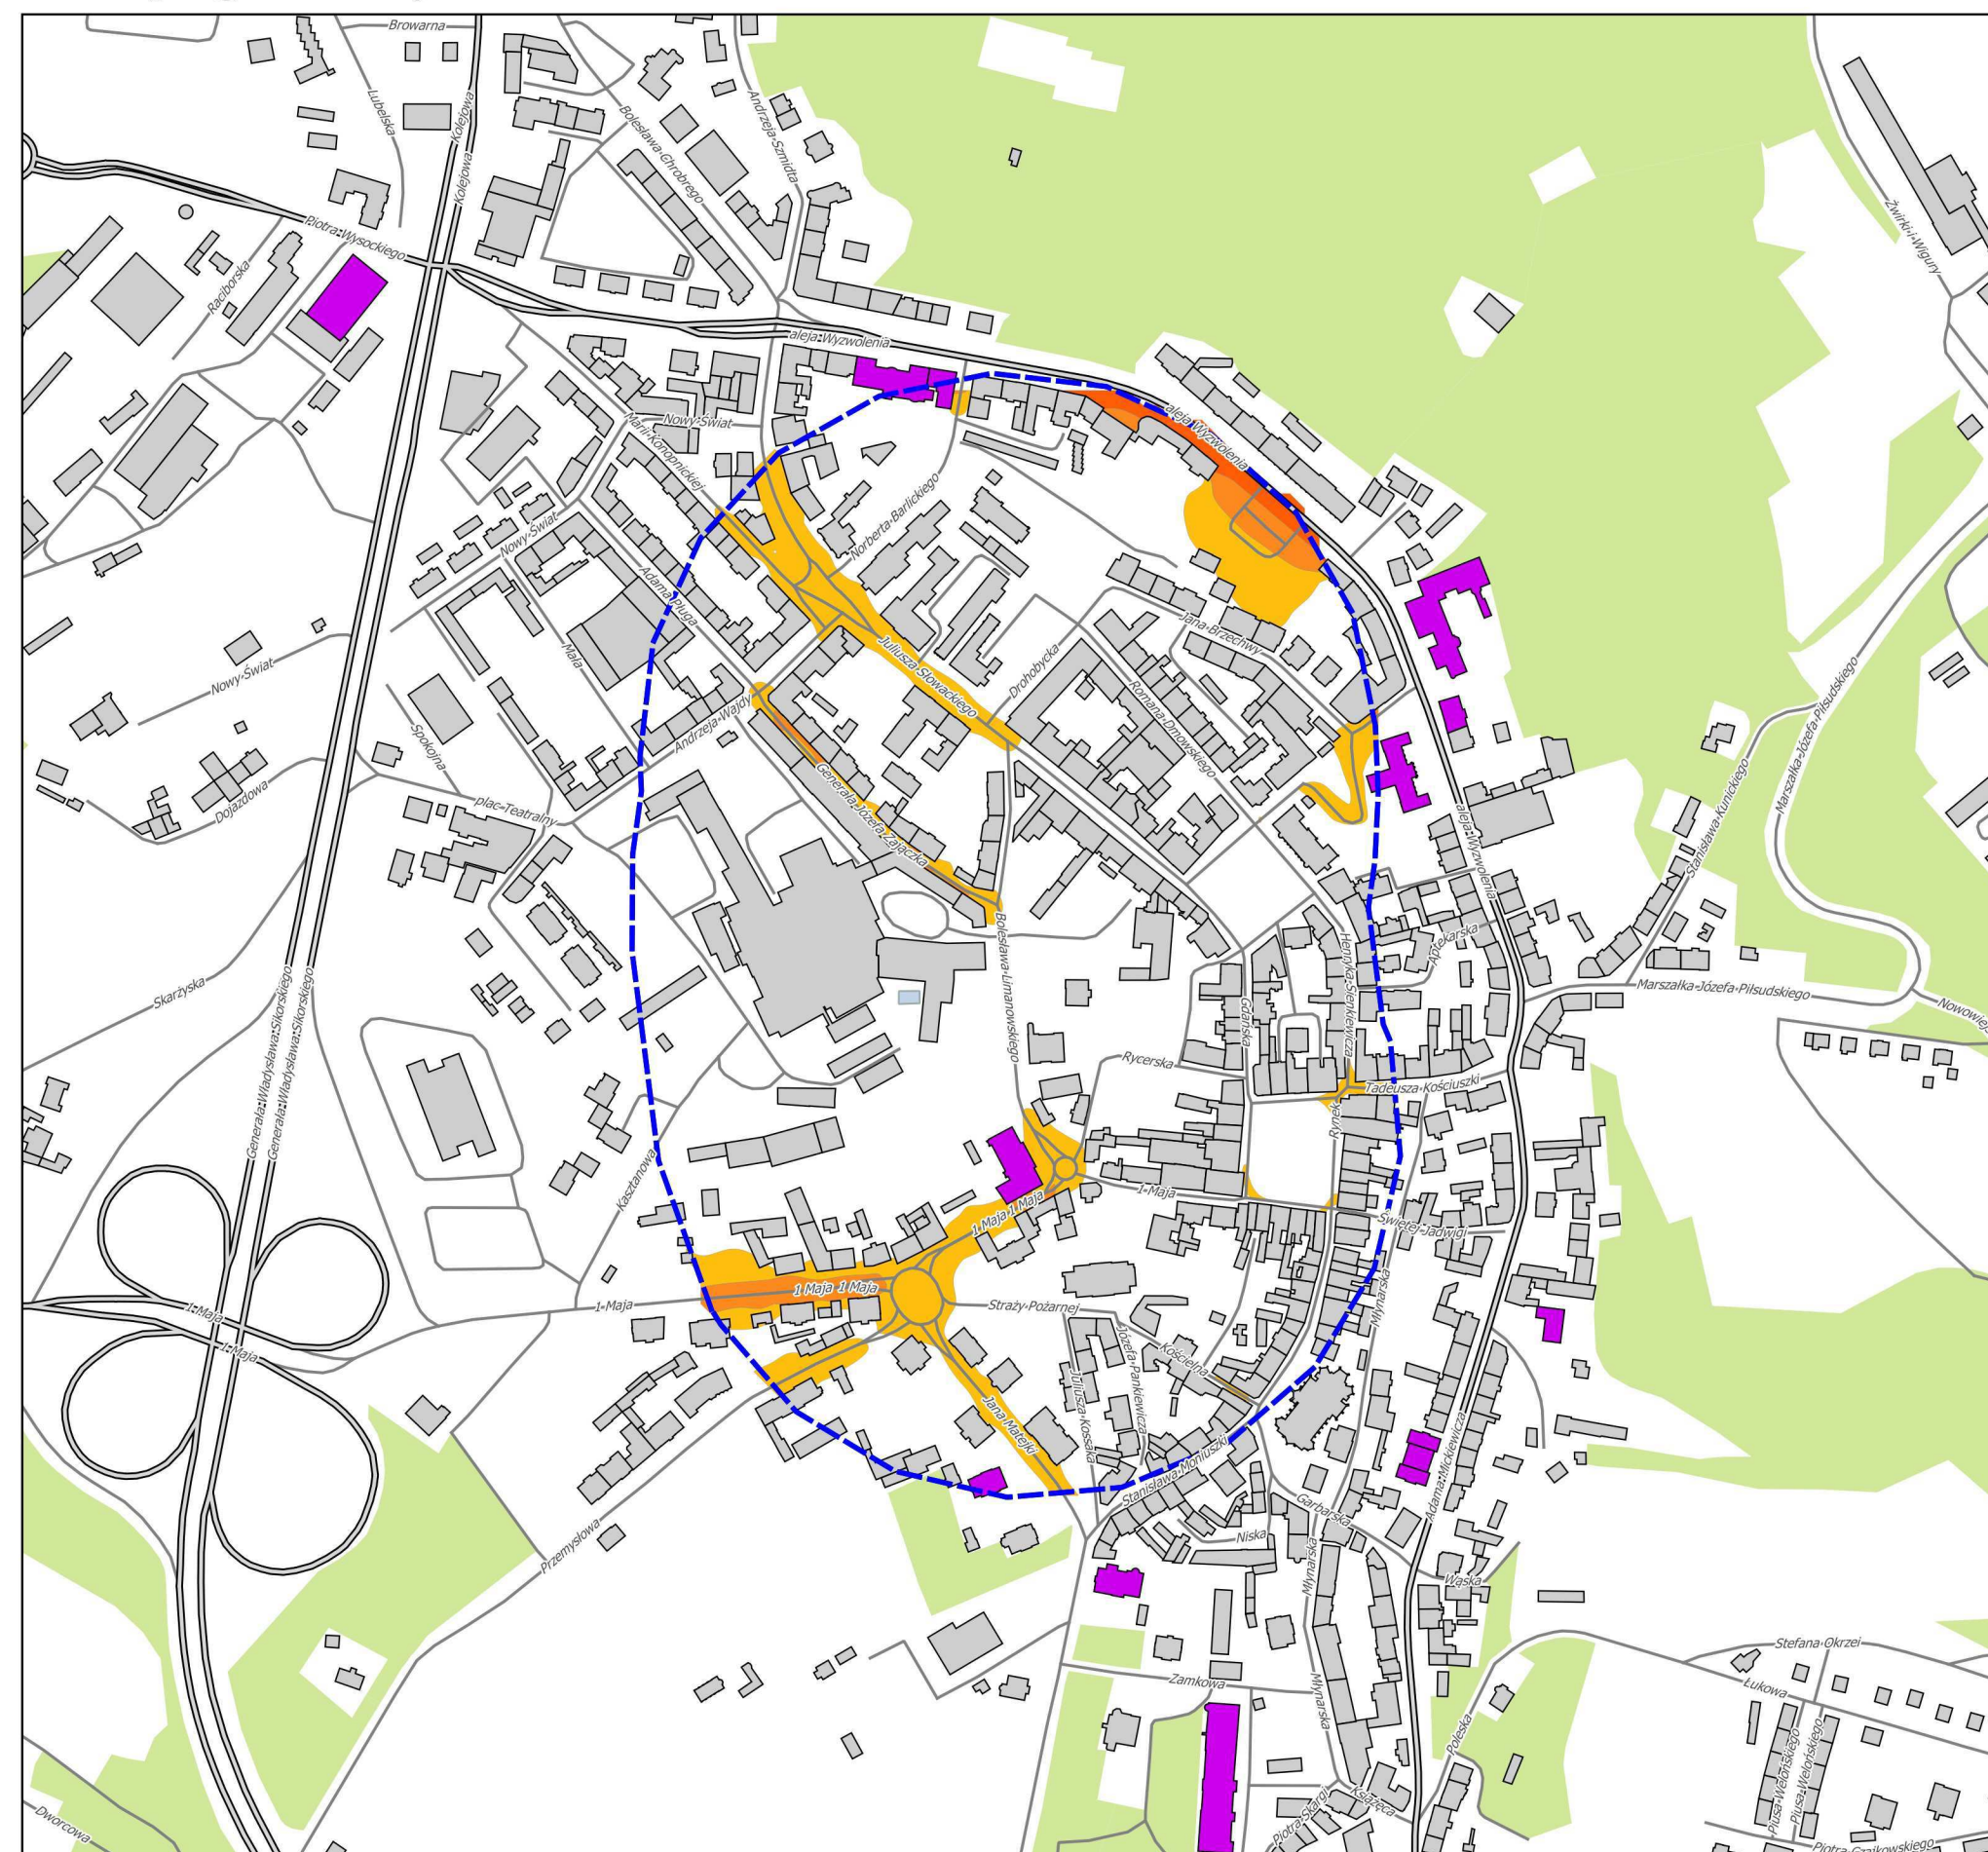 Browarna
Lubelska
Kolejowa
Kolejowa
Bolesława Chrobrego
Andrzeja Szmidta
Żwirki i Wigury
Piotra Wysockiego
Raciborska
aleja Wyzwolenia
aleja Wyzwolenia
Nowy Świat
Marii Konopnickiej
Norberta Barlickiego
Nowy Świat
Adama Pługa
Mała
Jana Brzechwy
Juliusza Słowackiego
Drohobycka
Romana Dmowskiego
Nowy Świat
Andrzeja Wajdy
Spokojna
Marszałka Józefa Piłsudskiego
Dojazdowa
plac Teatralny
Generała Józefa Zajączka
Stanisława Kunickiego
aleja Wyzwolenia
Bolesława Limanowskiego
Henryka Sienkiewicza
Aptekarska
Skarżyska
Generała Władysława Sikorskiego
Generała Władysława Sikorskiego
Gdańska
Marszałka Józefa Piłsudskiego
Nowowiej
Rycerska
Tadeusza Kościuszki
Rynek
Kasztanowa
1 Maja
1 Maja 1 Maja
Świętej Jadwigi
1 Maja 1 Maja
1 Maja
1 Maja
1 Maja
Straży Pożarnej
Młynarska
Józefa Pankiewicza
Kościelna
Juliusza Kossaka
Jana Matejki
Stanisława Moniuszki
Adama Mickiewicza
Garbarska
Niska
Przemysłowa
Młynarska
Wąska
Zamkowa
Młynarska
Stefana Okrzei
Łukowa
Poleska
Piusa Welońskiego
Piusa Welońskiego
Książęca
Piotra Skargi
Dworcowa
Piotra Czajkowskiego